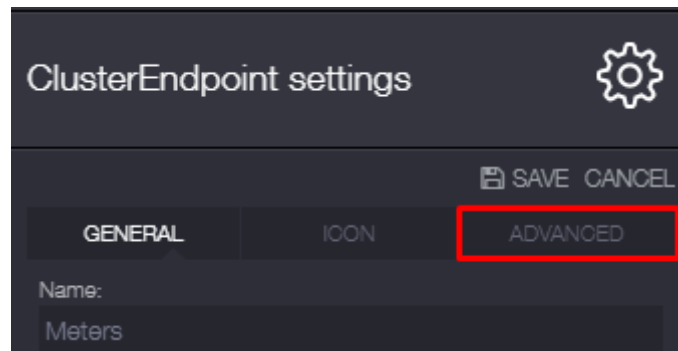 ClusterEndpoint settings
SAVE CANCEL
GENERAL ICON ADVANCED
Name:
Meters